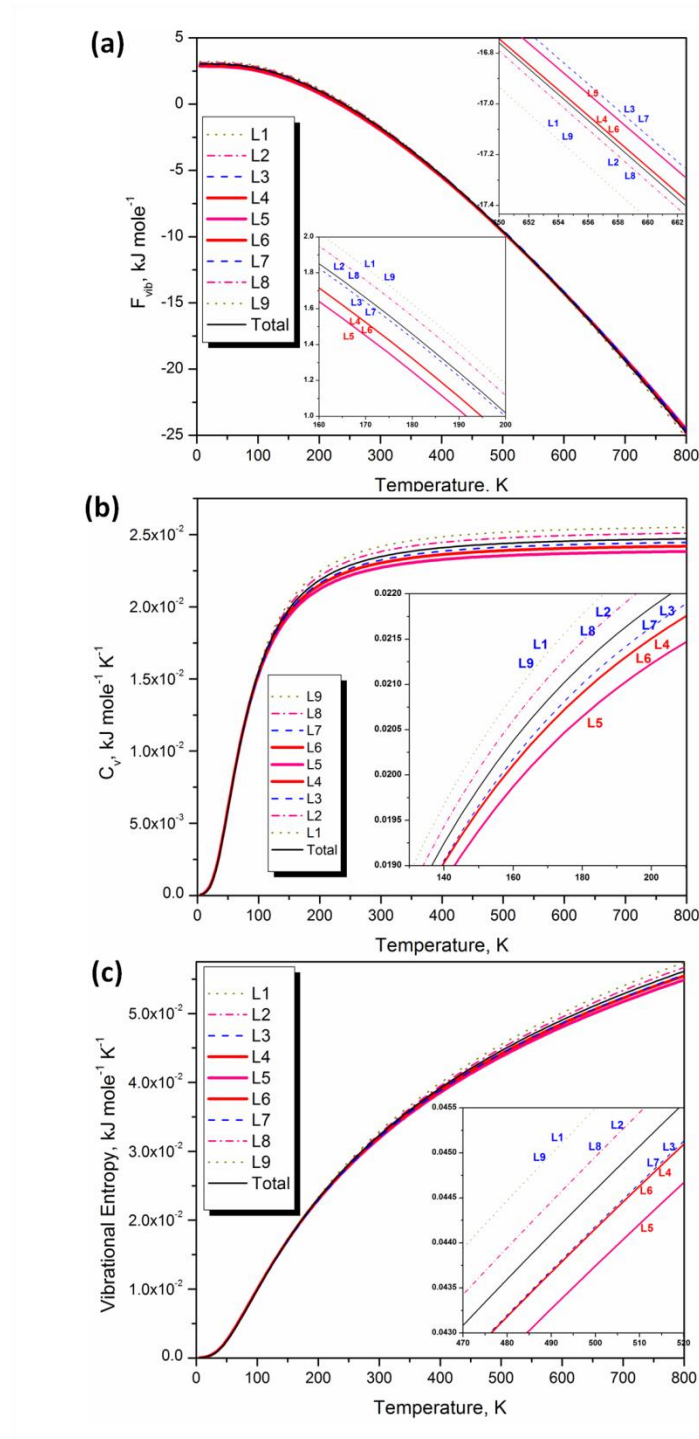 (a)
5
0
-5
-10
-15
-20
-25
F_vib, kJ mole⁻¹
L1
L2
L3
L4
L5
L6
L7
L8
L9
Total
-16.8
-17.0
-17.2
-17.4
650 652 654 656 658 660 662
L5
L3
L7
L4
L6
L1
L9
L2
L8
2.0
1.8
1.6
1.4
1.2
1.0
160 170 180 190 200
L2
L1
L8
L9
L3
L7
L4
L6
L5
0 100 200 300 400 500 600 700 800
Temperature, K
(b)
2.5x10⁻²
2.0x10⁻²
1.5x10⁻²
1.0x10⁻²
5.0x10⁻³
0.0
C_v, kJ mole⁻¹ K⁻¹
L9
L8
L7
L6
L5
L4
L3
L2
L1
Total
0.0220
0.0215
0.0210
0.0205
0.0200
0.0195
0.0190
140 160 180 200
L1
L9
L2
L8
L3
L7
L4
L6
L5
0 100 200 300 400 500 600 700 800
Temperature, K
(c)
5.0x10⁻²
4.0x10⁻²
3.0x10⁻²
2.0x10⁻²
1.0x10⁻²
0.0
Vibrational Entropy, kJ mole⁻¹ K⁻¹
L1
L2
L3
L4
L5
L6
L7
L8
L9
Total
0.0455
0.0450
0.0445
0.0440
0.0435
0.0430
470 480 490 500 510 520
L1
L9
L2
L8
L3
L7
L4
L6
L5
0 100 200 300 400 500 600 700 800
Temperature, K